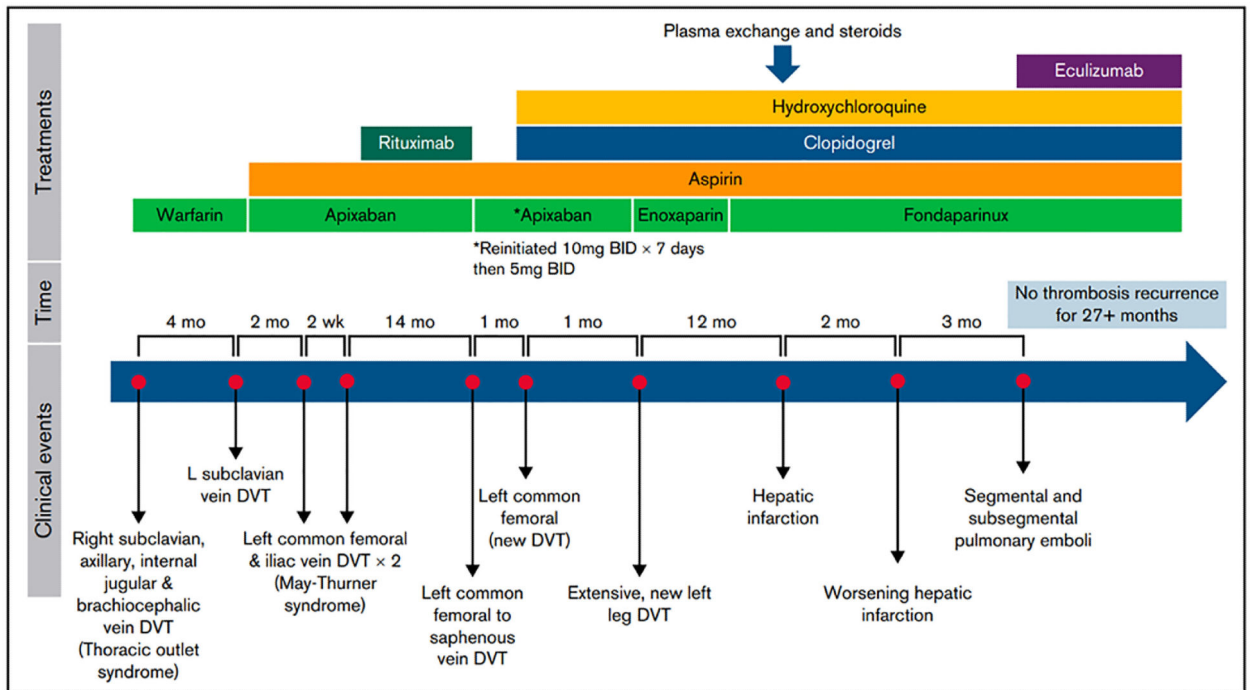 Plasma exchange and steroids
Treatments
Eculizumab
Hydroxychloroquine
Rituximab
Clopidogrel
Aspirin
Warfarin
Apixaban
*Apixaban
Enoxaparin
Fondaparinux
*Reinitiated 10mg BID × 7 days
then 5mg BID
Time
4 mo
2 mo
2 wk
14 mo
1 mo
1 mo
12 mo
2 mo
3 mo
No thrombosis recurrence
for 27+ months
Clinical events
Right subclavian,
axillary, internal
jugular &
brachiocephalic
vein DVT
(Thoracic outlet
syndrome)
L subclavian
vein DVT
Left common femoral
& iliac vein DVT × 2
(May-Thurner
syndrome)
Left common
femoral to
saphenous
vein DVT
Left common
femoral
(new DVT)
Extensive, new left
leg DVT
Hepatic
infarction
Worsening hepatic
infarction
Segmental and
subsegmental
pulmonary emboli